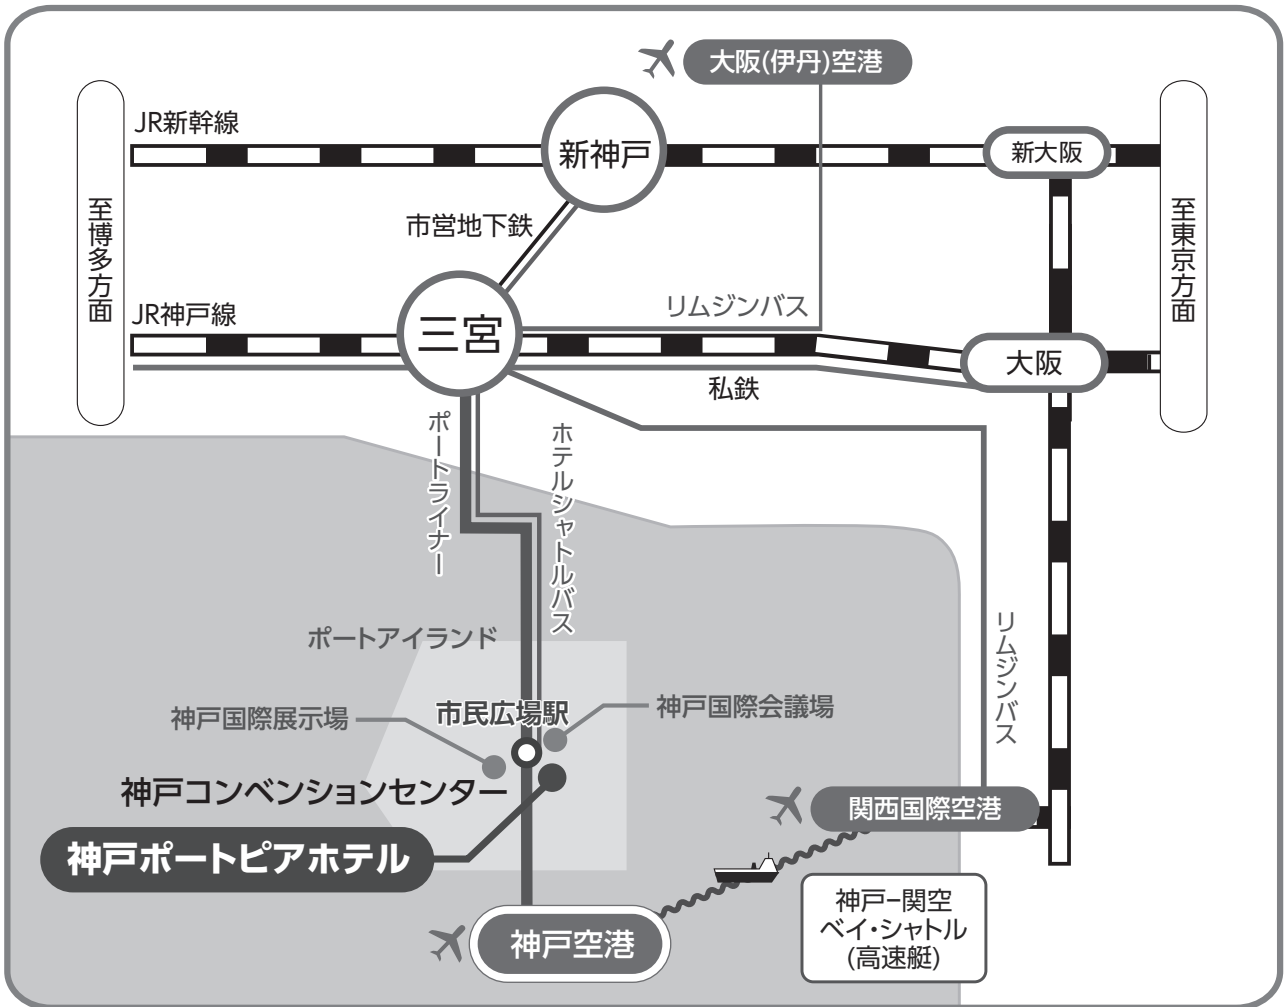 大阪(伊丹)空港
JR新幹線
新神戸
新大阪
至博多方面
至東京方面
市営地下鉄
JR神戸線
三宮
リムジンバス
大阪
私鉄
ポートライナー
ホテルシャトルバス
リムジンバス
ポートアイランド
神戸国際展示場
市民広場駅
神戸国際会議場
神戸コンベンションセンター
関西国際空港
神戸ポートピアホテル
神戸空港
神戸−関空
ベイ・シャトル
(高速艇)